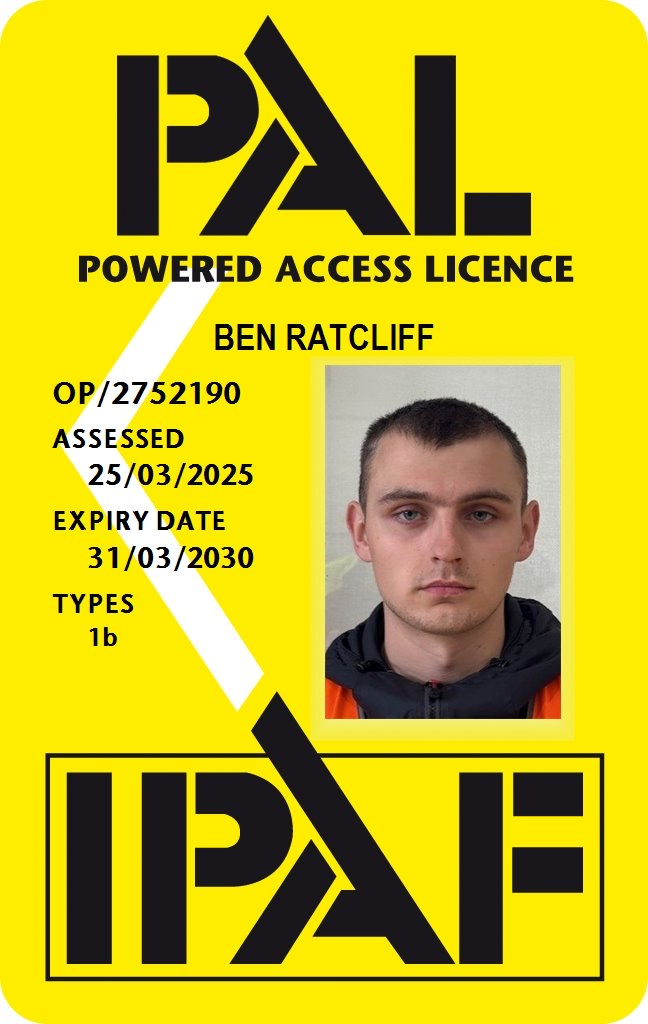 PAL
POWERED ACCESS LICENCE
BEN RATCLIFF
OP/2752190
ASSESSED
25/03/2025
EXPIRY DATE
31/03/2030
TYPES
1b
IPAF